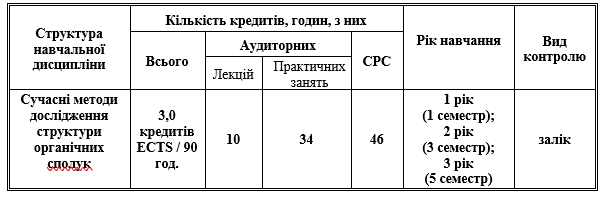 Структура
навчальної
дисципліни
Кількість кредитів, годин, з них
Всього
Аудиторних
Лекцій
Практичних
занять
СРС
Рік навчання
Вид
контролю
Сучасні методи
дослідження
структури
органічних
сполук
3,0
кредитів
ECTS / 90
год.
10
34
46
1 рік
(1 семестр);
2 рік
(3 семестр);
3 рік
(5 семестр)
залік